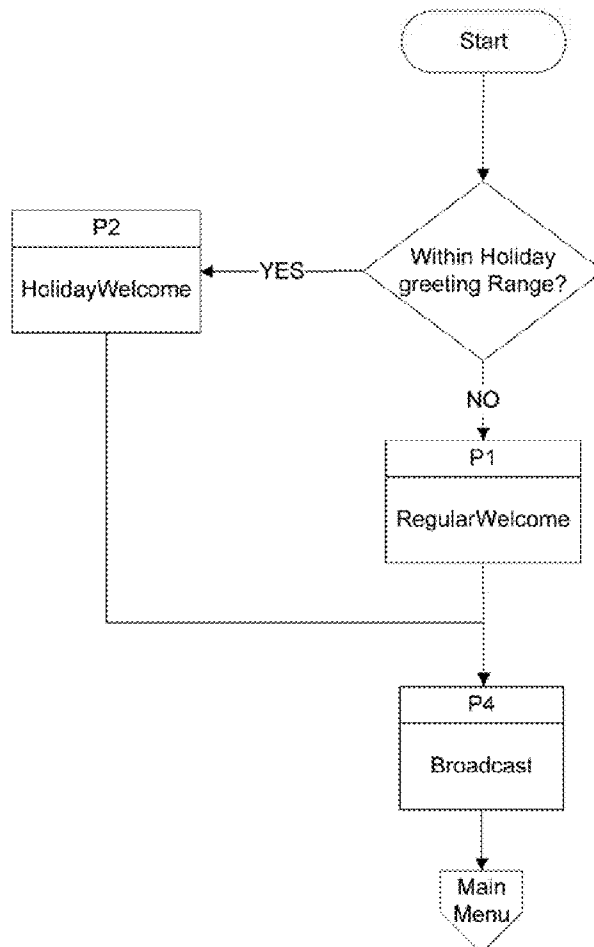 Start
Within Holiday
greeting Range?
YES
P2
HolidayWelcome
NO
P1
RegularWelcome
P4
Broadcast
Main
Menu